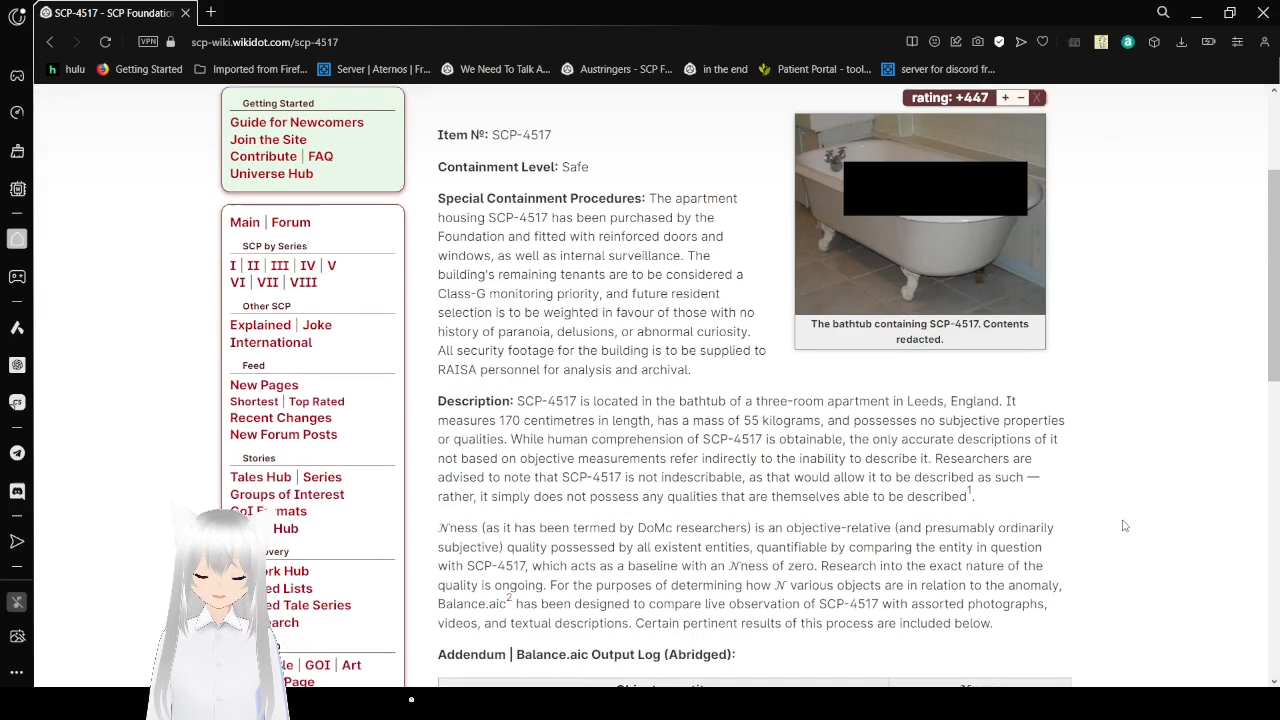 SCP-4517 - SCP Foundatio
VPN
scp-wiki.wikidot.com/scp-4517
hulu
Getting Started
Imported from Firef...
Server | Aternos | Fr...
We Need To Talk A...
Austringers - SCP F...
in the end
Patient Portal - tool...
server for discord fr...
Getting Started
Guide for Newcomers
Join the Site
Contribute | FAQ
Universe Hub
Main | Forum
SCP by Series
I | II | III | IV | V
VI | VII | VIII
Other SCP
Explained | Joke
International
Feed
New Pages
Shortest | Top Rated
Recent Changes
New Forum Posts
Stories
Tales Hub | Series
Groups of Interest
GoI Formats
Hub
overy
rk Hub
ed Lists
ed Tale Series
earch
le | GOI | Art
Page
rating: +447 + – X
Item №: SCP-4517
Containment Level: Safe
Special Containment Procedures: The apartment
housing SCP-4517 has been purchased by the
Foundation and fitted with reinforced doors and
windows, as well as internal surveillance. The
building's remaining tenants are to be considered a
Class-G monitoring priority, and future resident
selection is to be weighted in favour of those with no
history of paranoia, delusions, or abnormal curiosity.
All security footage for the building is to be supplied to
RAISA personnel for analysis and archival.
The bathtub containing SCP-4517. Contents
redacted.
Description: SCP-4517 is located in the bathtub of a three-room apartment in Leeds, England. It
measures 170 centimetres in length, has a mass of 55 kilograms, and possesses no subjective properties
or qualities. While human comprehension of SCP-4517 is obtainable, the only accurate descriptions of it
not based on objective measurements refer indirectly to the inability to describe it. Researchers are
advised to note that SCP-4517 is not indescribable, as that would allow it to be described as such —
rather, it simply does not possess any qualities that are themselves able to be described1.
𝒩ness (as it has been termed by DoMc researchers) is an objective-relative (and presumably ordinarily
subjective) quality possessed by all existent entities, quantifiable by comparing the entity in question
with SCP-4517, which acts as a baseline with an 𝒩ness of zero. Research into the exact nature of the
quality is ongoing. For the purposes of determining how 𝒩 various objects are in relation to the anomaly,
Balance.aic2 has been designed to compare live observation of SCP-4517 with assorted photographs,
videos, and textual descriptions. Certain pertinent results of this process are included below.
Addendum | Balance.aic Output Log (Abridged):